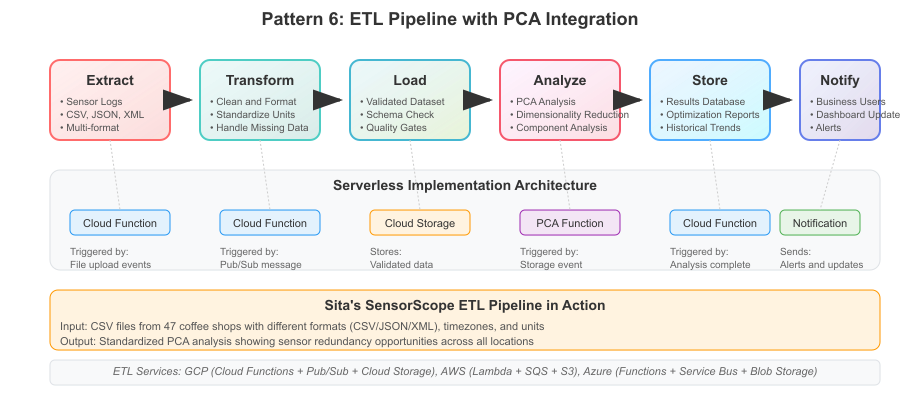 Pattern 6: ETL Pipeline with PCA Integration
Extract
• Sensor Logs
• CSV, JSON, XML
• Multi-format
Transform
• Clean and Format
• Standardize Units
• Handle Missing Data
Load
• Validated Dataset
• Schema Check
• Quality Gates
Analyze
• PCA Analysis
• Dimensionality Reduction
• Component Analysis
Store
• Results Database
• Optimization Reports
• Historical Trends
Notify
• Business Users
• Dashboard Update
• Alerts
Serverless Implementation Architecture
Cloud Function
Triggered by:
File upload events
Cloud Function
Triggered by:
Pub/Sub message
Cloud Storage
Stores:
Validated data
PCA Function
Triggered by:
Storage event
Cloud Function
Triggered by:
Analysis complete
Notification
Sends:
Alerts and updates
Sita's SensorScope ETL Pipeline in Action
Input: CSV files from 47 coffee shops with different formats (CSV/JSON/XML), timezones, and units
Output: Standardized PCA analysis showing sensor redundancy opportunities across all locations
ETL Services: GCP (Cloud Functions + Pub/Sub + Cloud Storage), AWS (Lambda + SQS + S3), Azure (Functions + Service Bus + Blob Storage)